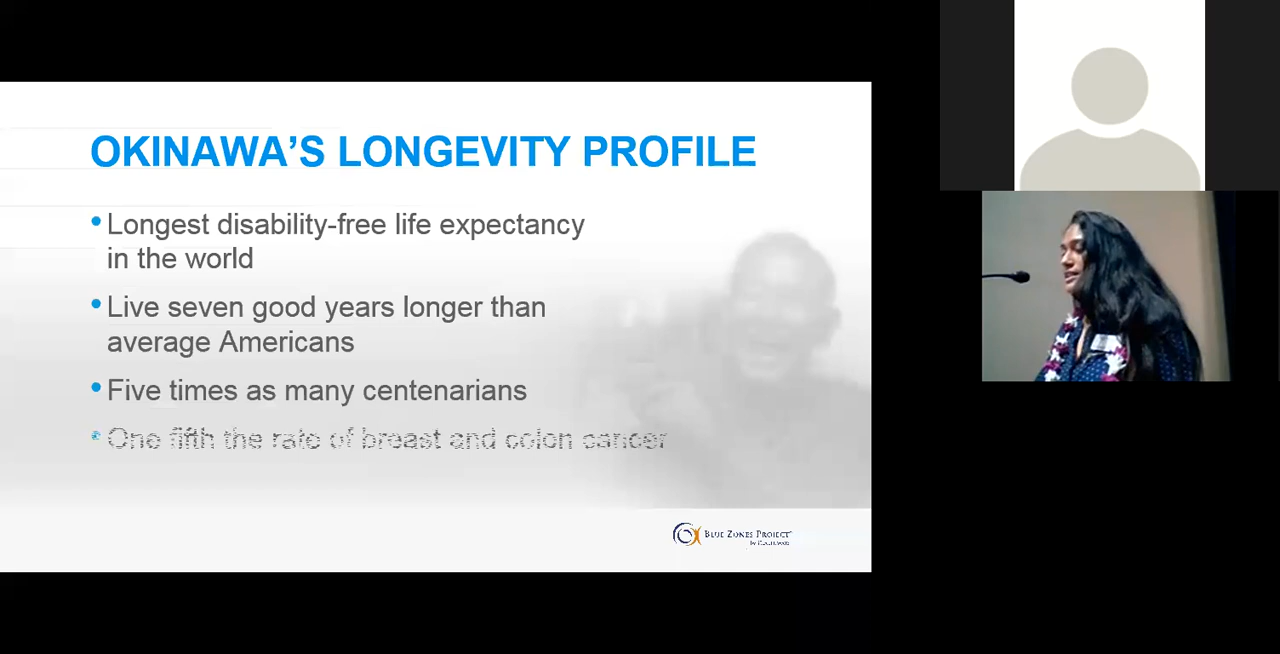 OKINAWA'S LONGEVITY PROFILE
• Longest disability-free life expectancy
in the world
• Live seven good years longer than
average Americans
• Five times as many centenarians
• One fifth the rate of breast and colon cancer
BLUE ZONES PROJECT